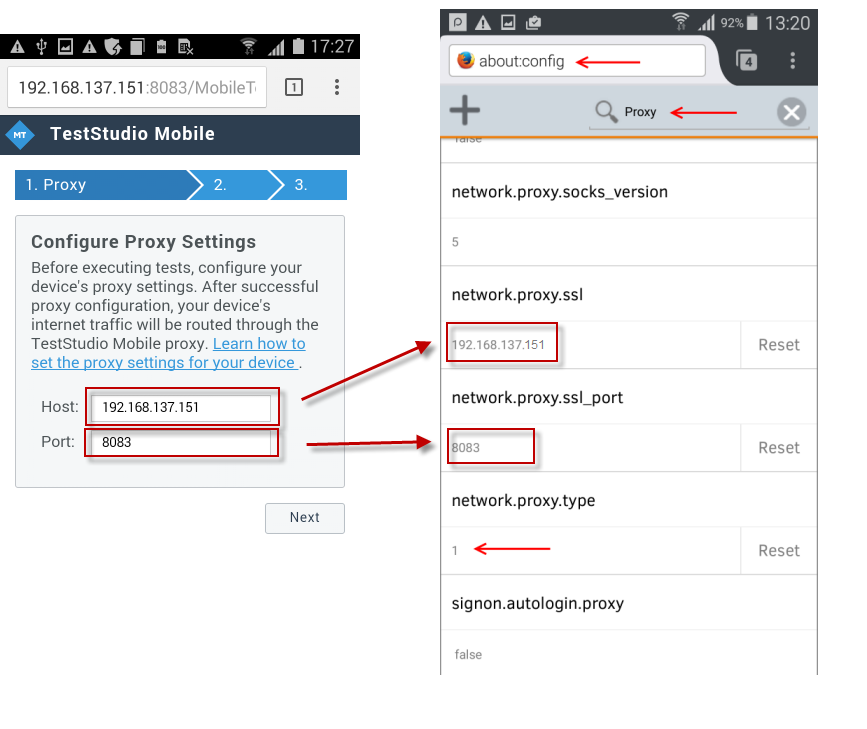 17:27
192.168.137.151:8083/MobileT
1
MT
TestStudio Mobile
1. Proxy
2.
3.
Configure Proxy Settings
Before executing tests, configure your
device's proxy settings. After successful
proxy configuration, your device's
internet traffic will be routed through the
TestStudio Mobile proxy. Learn how to
set the proxy settings for your device .
Host:
192.168.137.151
Port:
8083
Next
92%
13:20
about:config
4
Proxy
false
network.proxy.socks_version
5
network.proxy.ssl
192.168.137.151
Reset
network.proxy.ssl_port
8083
Reset
network.proxy.type
1
Reset
signon.autologin.proxy
false